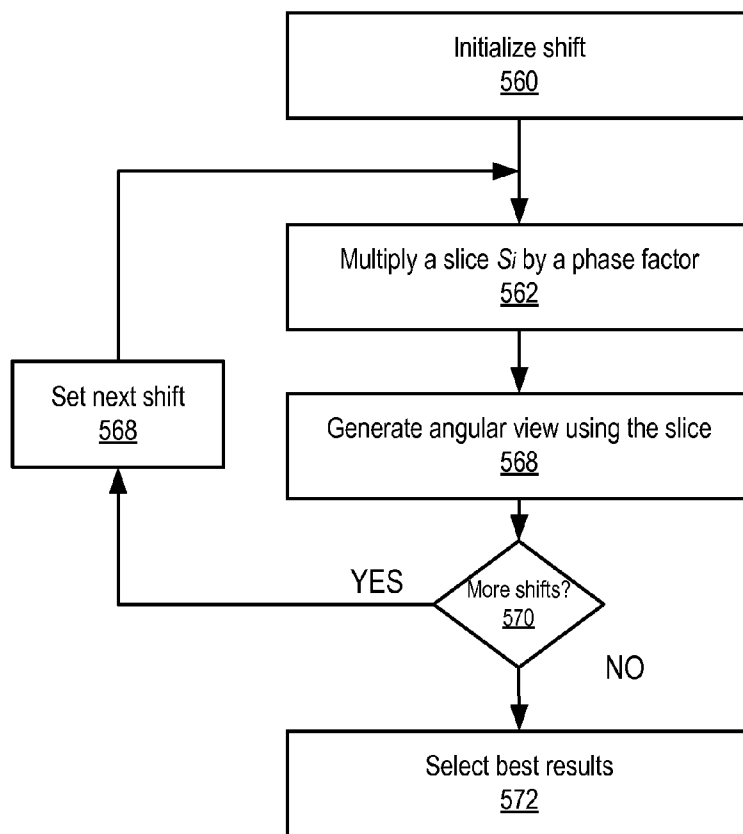 Initialize shift
560
Multiply a slice Si by a phase factor
562
Set next shift
568
Generate angular view using the slice
568
YES
More shifts?
570
NO
Select best results
572